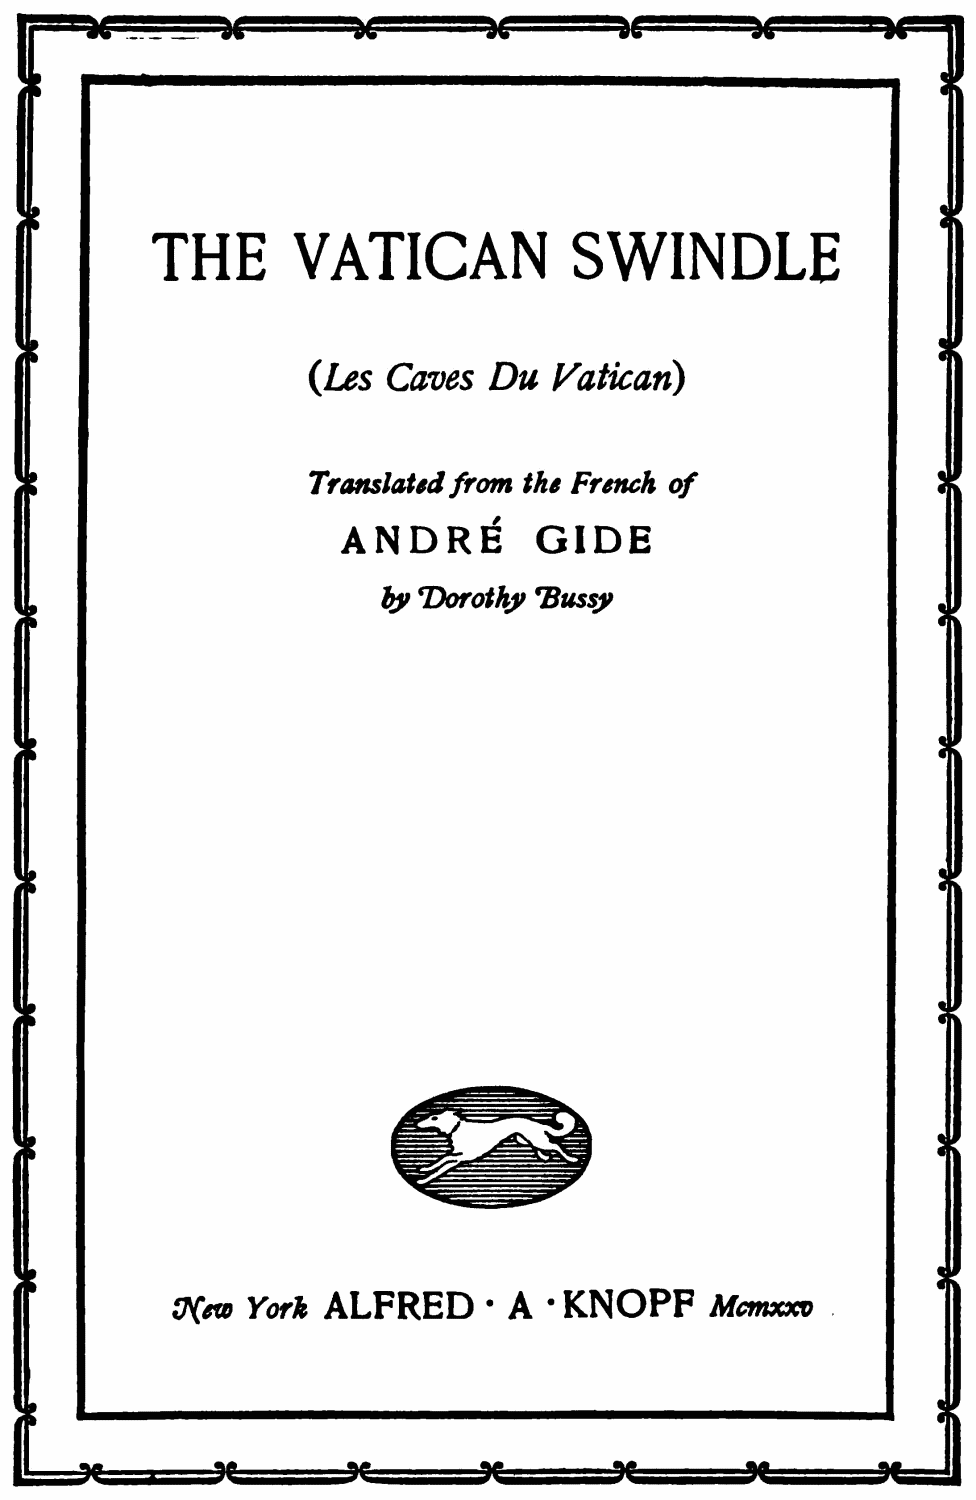 THE VATICAN SWINDLE
(Les Caves Du Vatican)
Translated from the French of
ANDRÉ GIDE
by Dorothy Bussy
New York ALFRED · A · KNOPF Mcmxxv